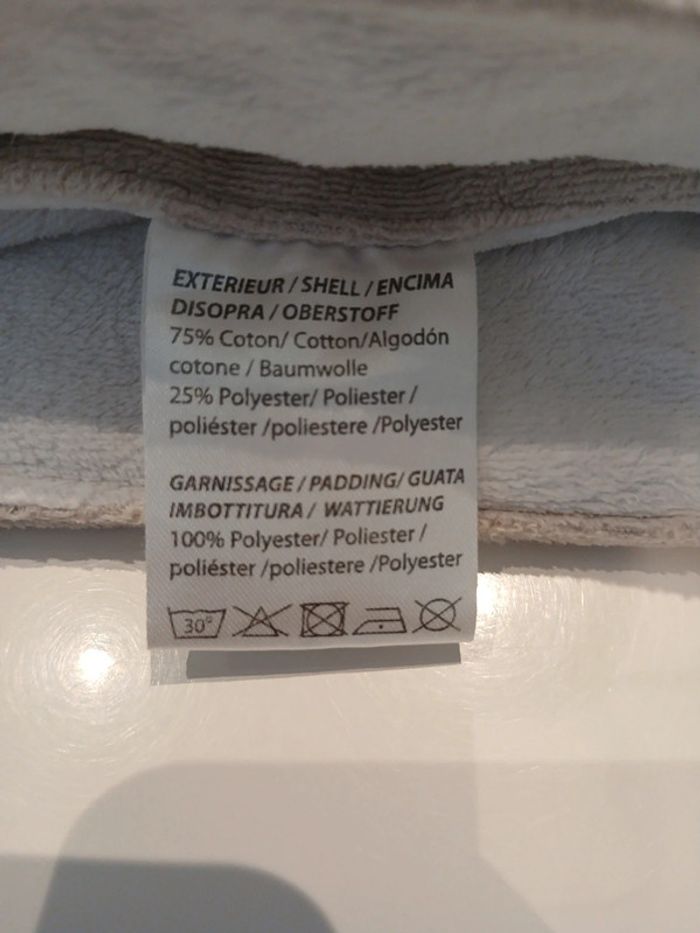 EXTERIEUR / SHELL / ENCIMA
DISOPRA / OBERSTOFF
75% Coton/ Cotton/Algodón
cotone / Baumwolle
25% Polyester/ Poliester /
poliéster /poliestere /Polyester
GARNISSAGE / PADDING/ GUATA
IMBOTTITURA / WATTIERUNG
100% Polyester/ Poliester /
poliéster /poliestere /Polyester
30°